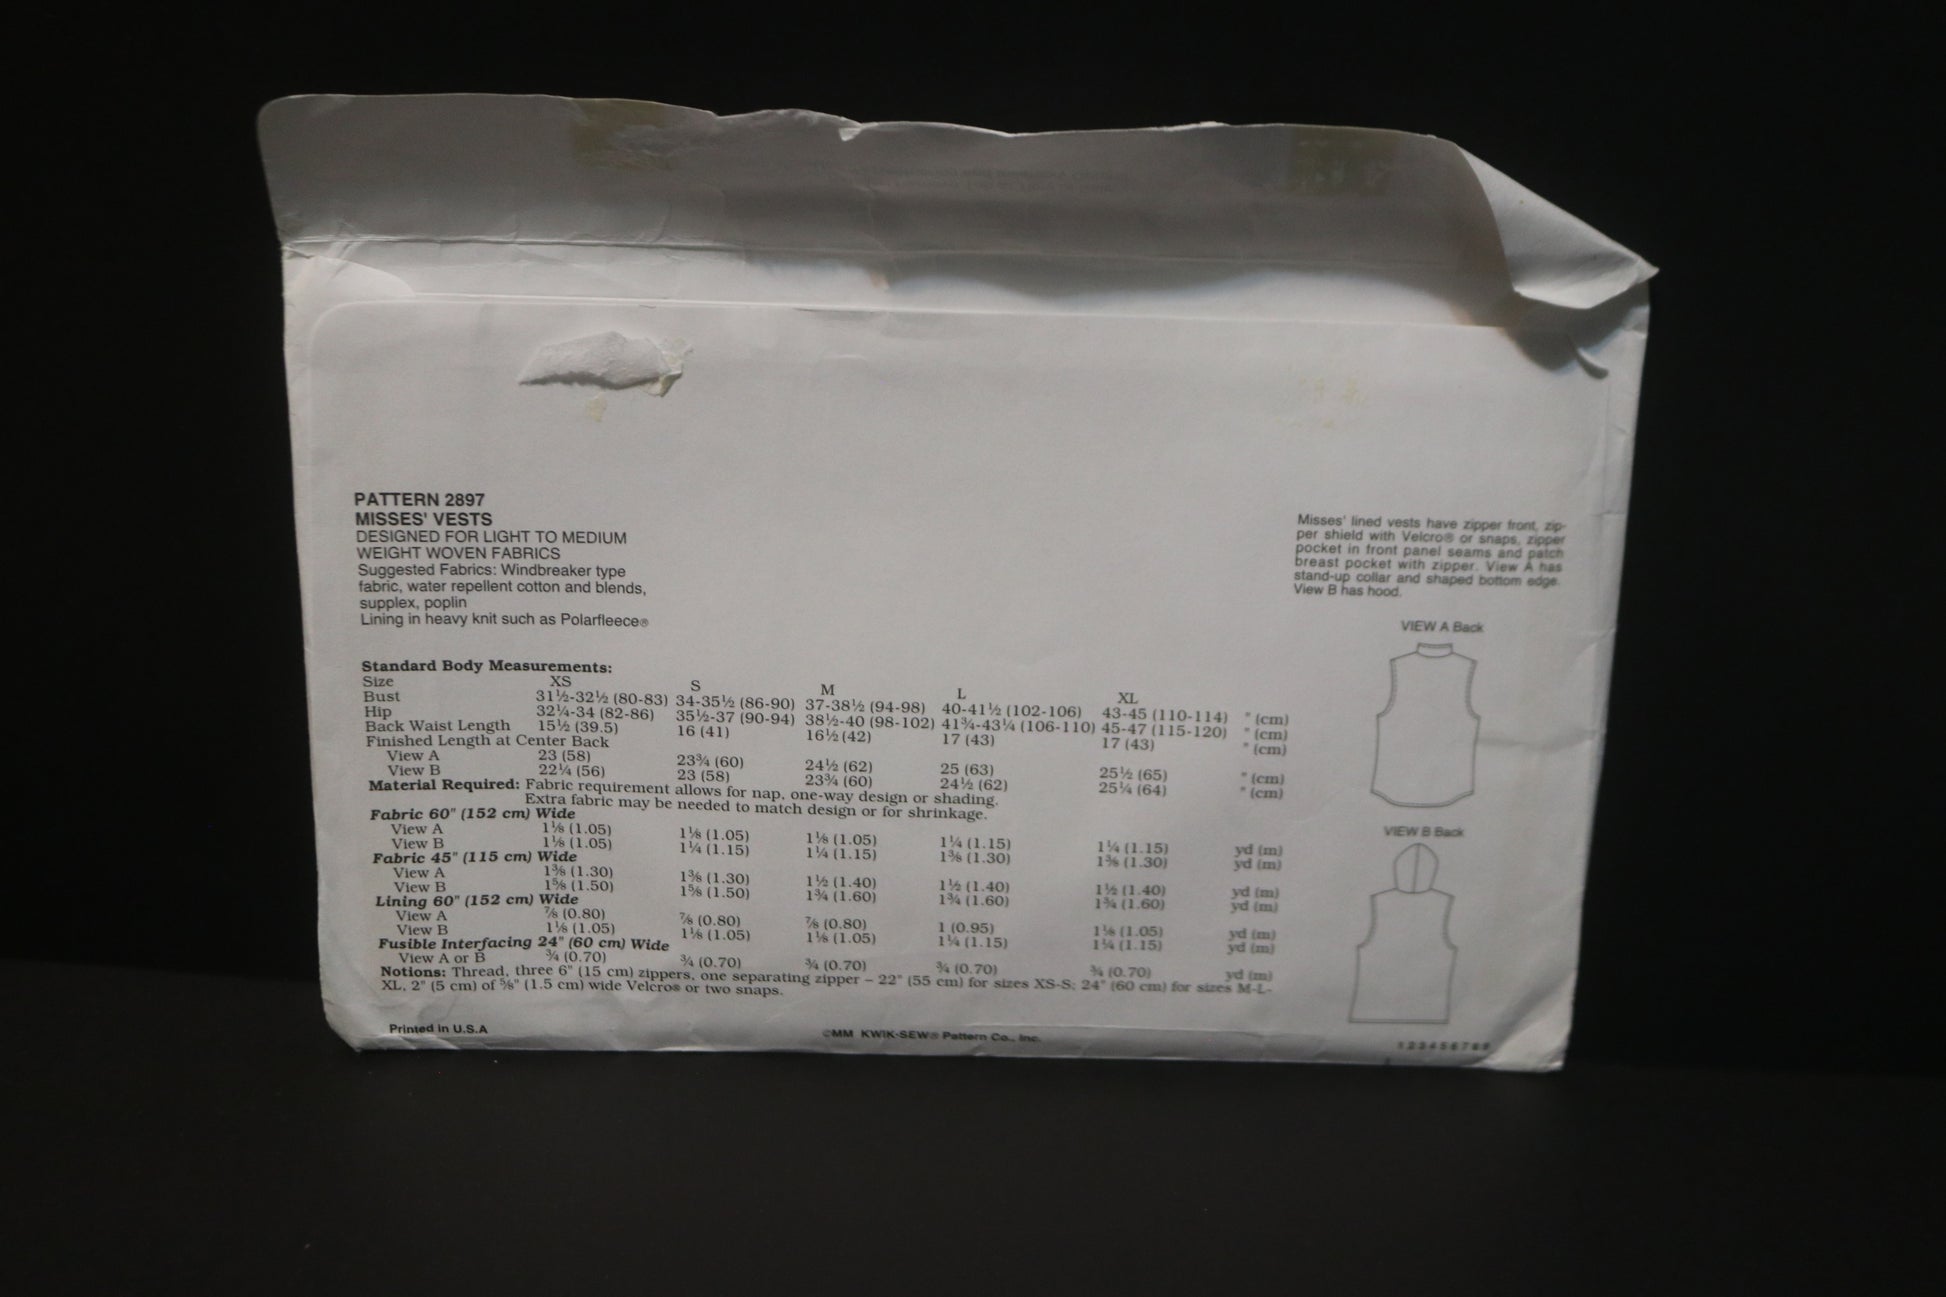 PATTERN 2897
MISSES' VESTS
DESIGNED FOR LIGHT TO MEDIUM
WEIGHT WOVEN FABRICS
Suggested Fabrics: Windbreaker type
fabric, water repellent cotton and blends,
supplex, poplin
Lining in heavy knit such as Polarfleece®
Misses' lined vests have zipper front, zip-
per shield with Velcro® or snaps, zipper
pocket in front panel seams and patch
breast pocket with zipper. View A has
stand-up collar and shaped bottom edge.
View B has hood.
VIEW A Back
VIEW B Back
Standard Body Measurements:
Size XS S M L XL
Bust 31½-32½ (80-83) 34-35½ (86-90) 37-38½ (94-98) 40-41½ (102-106) 43-45 (110-114) " (cm)
Hip 32¼-34 (82-86) 35½-37 (90-94) 38½-40 (98-102) 41¾-43¼ (106-110) 45-47 (115-120) " (cm)
Back Waist Length 15½ (39.5) 16 (41) 16½ (42) 17 (43) 17 (43) " (cm)
Finished Length at Center Back
View A 23 (58) 23¾ (60) 24½ (62) 25 (63) 25½ (65) " (cm)
View B 22¼ (56) 23 (58) 23¾ (60) 24½ (62) 25¼ (64) " (cm)
Material Required: Fabric requirement allows for nap, one-way design or shading.
Extra fabric may be needed to match design or for shrinkage.
Fabric 60" (152 cm) Wide
View A 1⅛ (1.05) 1⅛ (1.05) 1⅛ (1.05) 1¼ (1.15) 1¼ (1.15) yd (m)
View B 1⅛ (1.05) 1¼ (1.15) 1¼ (1.15) 1⅜ (1.30) 1⅜ (1.30) yd (m)
Fabric 45" (115 cm) Wide
View A 1⅜ (1.30) 1⅜ (1.30) 1½ (1.40) 1½ (1.40) 1½ (1.40) yd (m)
View B 1⅝ (1.50) 1⅝ (1.50) 1¾ (1.60) 1¾ (1.60) 1¾ (1.60) yd (m)
Lining 60" (152 cm) Wide
View A ⅞ (0.80) ⅞ (0.80) ⅞ (0.80) 1 (0.95) 1⅛ (1.05) yd (m)
View B 1⅛ (1.05) 1⅛ (1.05) 1⅛ (1.05) 1¼ (1.15) 1¼ (1.15) yd (m)
Fusible Interfacing 24" (60 cm) Wide
View A or B ¾ (0.70) ¾ (0.70) ¾ (0.70) ¾ (0.70) ¾ (0.70) yd (m)
Notions: Thread, three 6" (15 cm) zippers, one separating zipper – 22" (55 cm) for sizes XS-S; 24" (60 cm) for sizes M-L-
XL, 2" (5 cm) of ⅝" (1.5 cm) wide Velcro® or two snaps.
Printed in U.S.A
©MM KWIK·SEW® Pattern Co., Inc.
1 2 3 4 5 6 7 8 9